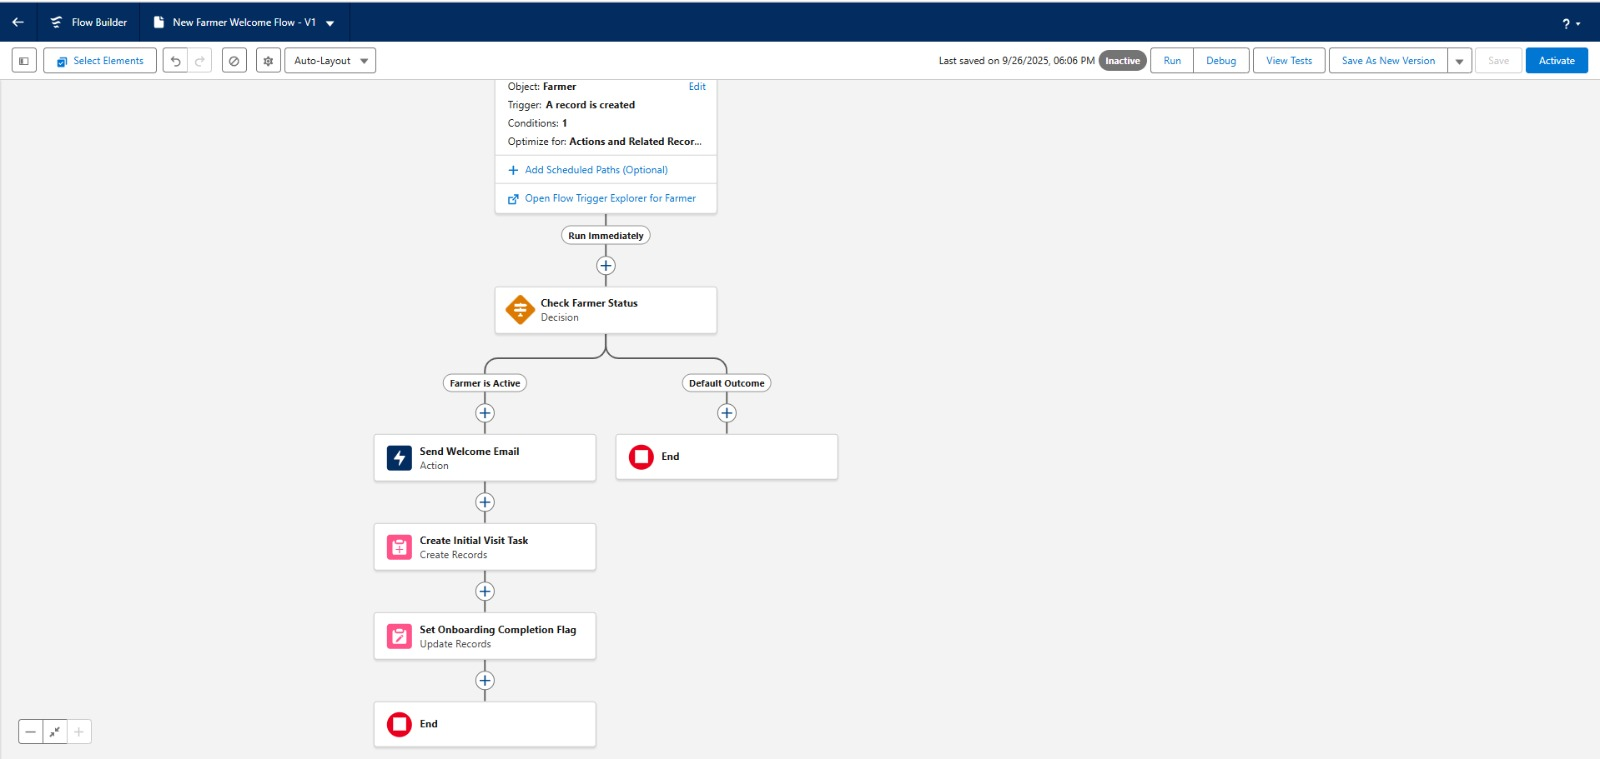 Flow Builder
New Farmer Welcome Flow - V1
?
Select Elements
Auto-Layout
Last saved on 9/26/2025, 06:06 PM
Inactive
Run
Debug
View Tests
Save As New Version
Save
Activate
Object: Farmer
Edit
Trigger: A record is created
Conditions: 1
Optimize for: Actions and Related Recor...
Add Scheduled Paths (Optional)
Open Flow Trigger Explorer for Farmer
Run Immediately
Check Farmer Status
Decision
Farmer is Active
Default Outcome
Send Welcome Email
Action
End
Create Initial Visit Task
Create Records
Set Onboarding Completion Flag
Update Records
End